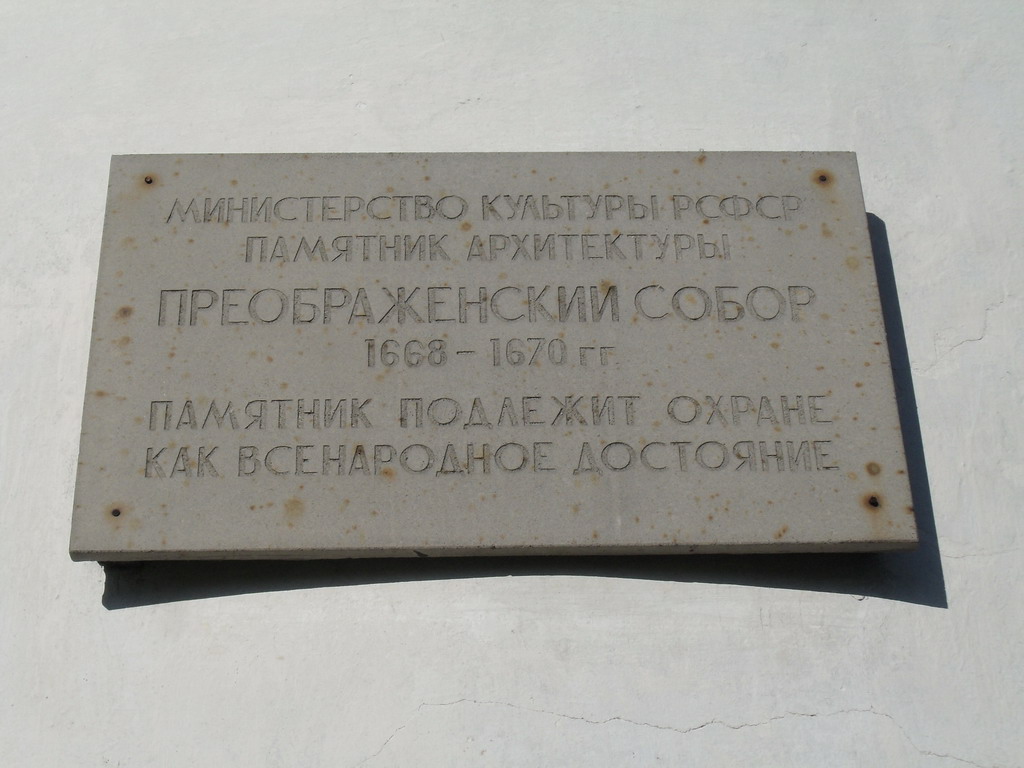 МИНИСТЕРСТВО КУЛЬТУРЫ РСФСР
ПАМЯТНИК АРХИТЕКТУРЫ
ПРЕОБРАЖЕНСКИЙ СОБОР
1668 – 1670 гг.
ПАМЯТНИК ПОДЛЕЖИТ ОХРАНЕ
КАК ВСЕНАРОДНОЕ ДОСТОЯНИЕ